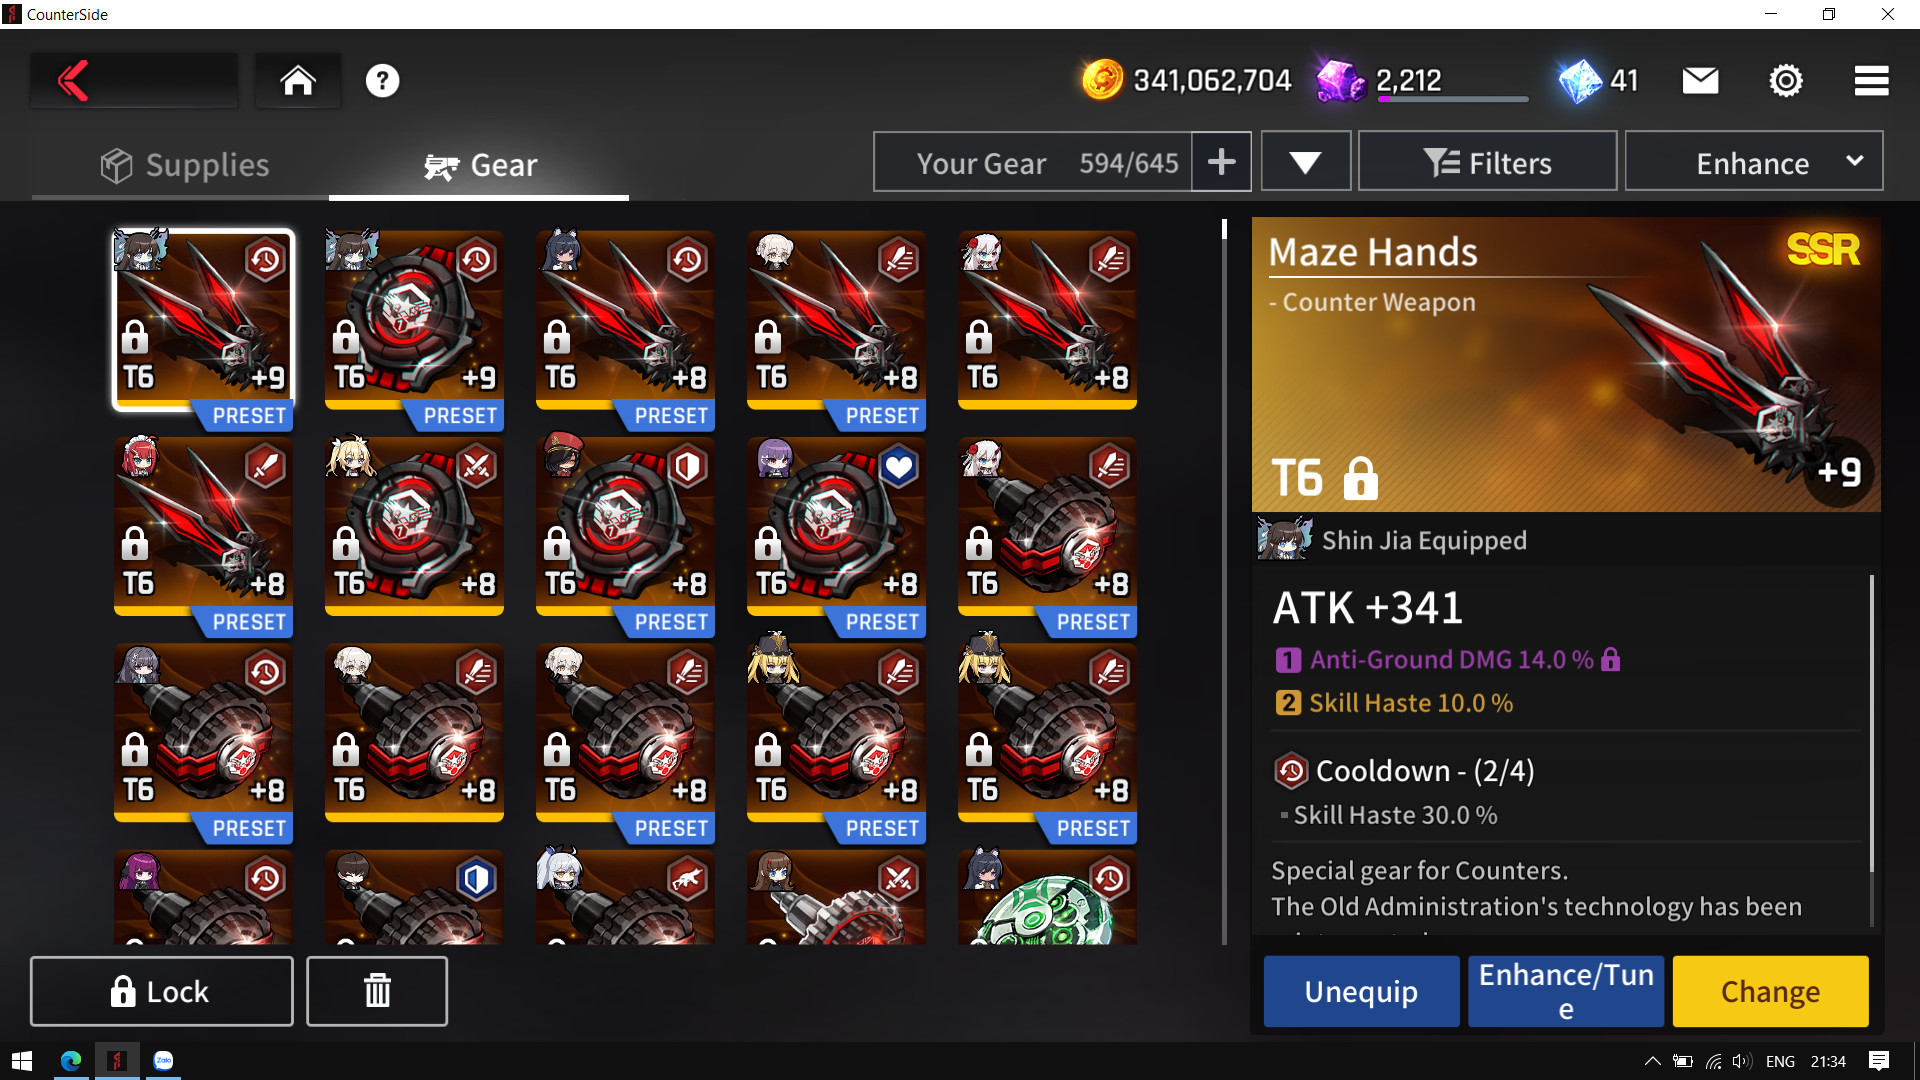 CounterSide
341,062,704
2,212
41
Supplies
Gear
Your Gear 594/645
Filters
Enhance
T6 +9
PRESET
T6 +9
PRESET
T6 +8
PRESET
T6 +8
PRESET
T6 +8
T6 +8
PRESET
T6 +8
T6 +8
PRESET
T6 +8
PRESET
T6 +8
PRESET
T6 +8
PRESET
T6 +8
T6 +8
PRESET
T6 +8
PRESET
T6 +8
PRESET
Maze Hands
SSR
- Counter Weapon
T6
+9
Shin Jia Equipped
ATK +341
1 Anti-Ground DMG 14.0 %
2 Skill Haste 10.0 %
Cooldown - (2/4)
Skill Haste 30.0 %
Special gear for Counters.
The Old Administration's technology has been
Lock
Unequip
Enhance/Tun
e
Change
Zalo
ENG
21:34